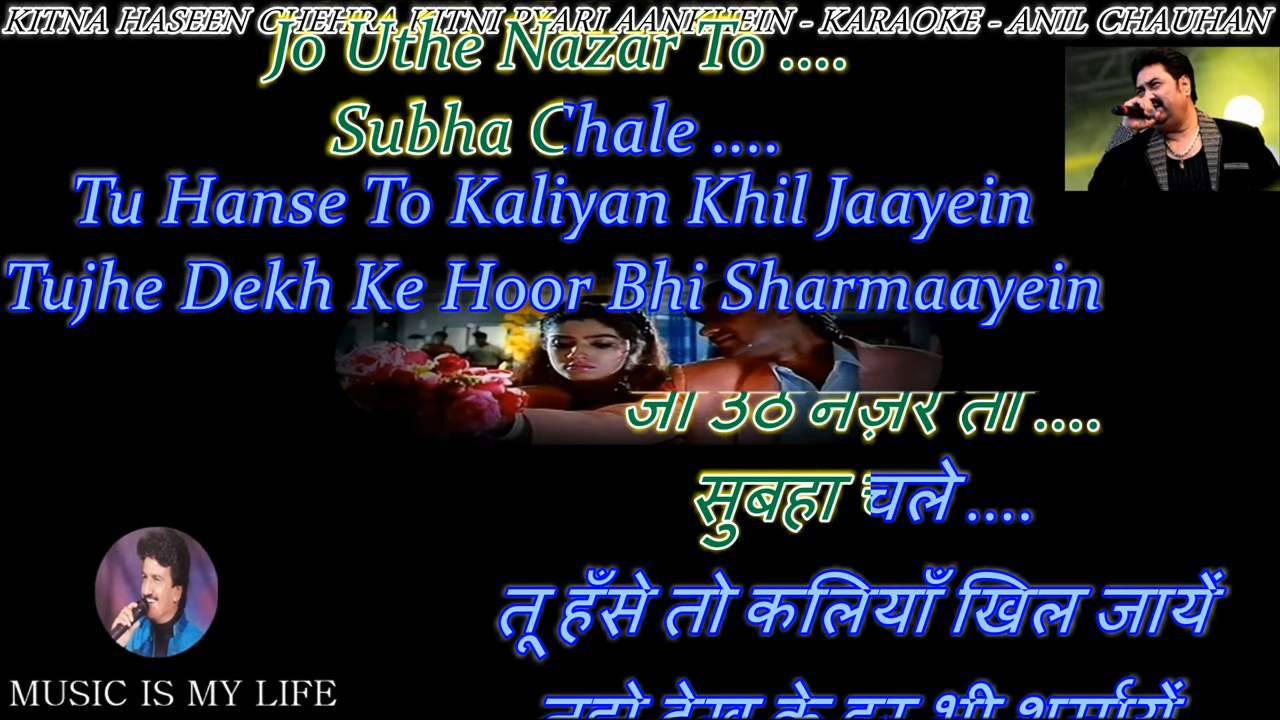 KITNA HASEEN CHEHRA KITNI PYARI AANKHEIN - KARAOKE - ANIL CHAUHAN
Jo Uthe Nazar To ....
Subha Chale ....
Tu Hanse To Kaliyan Khil Jaayein
Tujhe Dekh Ke Hoor Bhi Sharmaayein
जो उठे नज़र तो ....
सुबहा चले ....
तू हँसे तो कलियाँ खिल जायें
देख के हूर भी शर्मायें
MUSIC IS MY LIFE